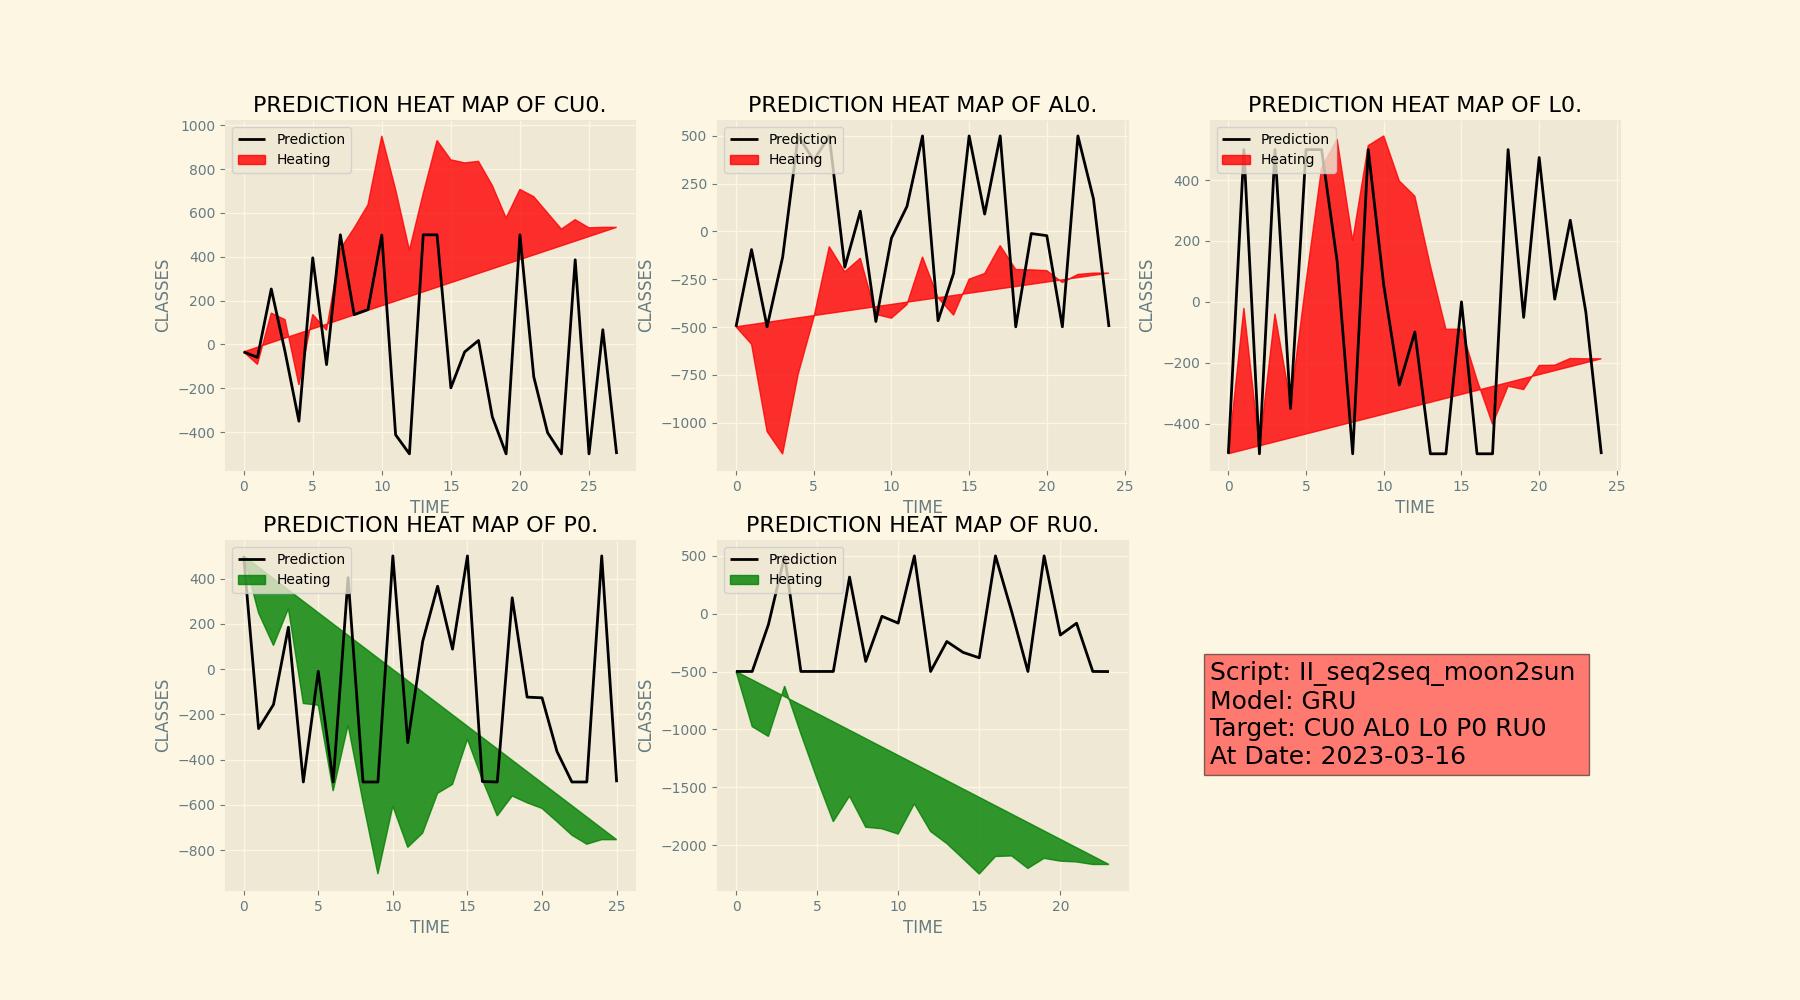 PREDICTION HEAT MAP OF CU0.
Prediction
Heating
1000
800
600
400
200
0
−200
−400
CLASSES
0 5 10 15 20 25
TIME
PREDICTION HEAT MAP OF AL0.
Prediction
Heating
500
250
0
−250
−500
−750
−1000
CLASSES
0 5 10 15 20 25
TIME
PREDICTION HEAT MAP OF L0.
Prediction
Heating
400
200
0
−200
−400
CLASSES
0 5 10 15 20 25
TIME
PREDICTION HEAT MAP OF P0.
Prediction
Heating
400
200
0
−200
−400
−600
−800
CLASSES
0 5 10 15 20 25
TIME
PREDICTION HEAT MAP OF RU0.
Prediction
Heating
500
0
−500
−1000
−1500
−2000
CLASSES
0 5 10 15 20
TIME
Script: II_seq2seq_moon2sun
Model: GRU
Target: CU0 AL0 L0 P0 RU0
At Date: 2023-03-16